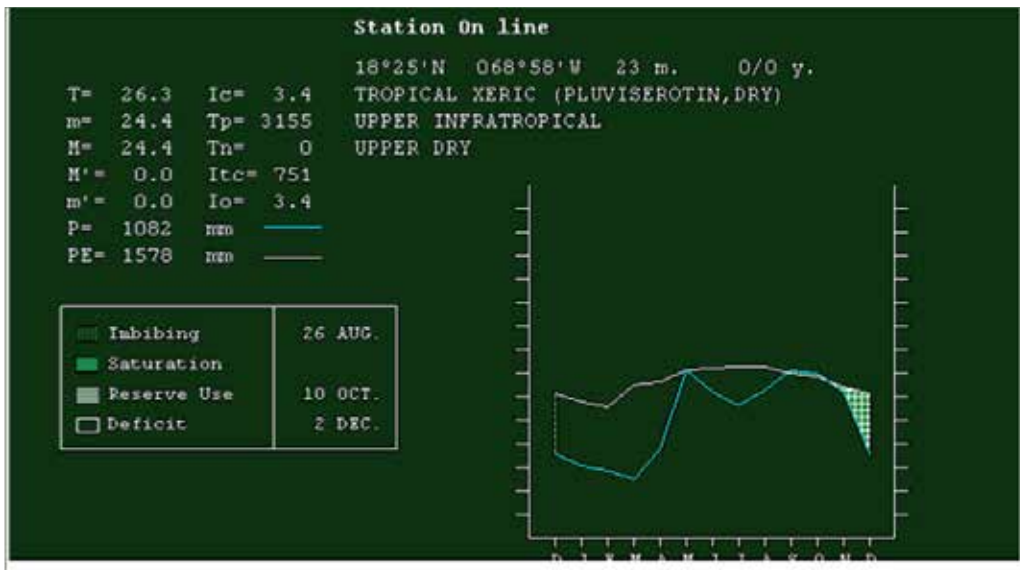 Station On line
18°25'N 068°58'W 23 m. 0/0 y.
T= 26.3 Ic= 3.4 TROPICAL XERIC (PLUVISEROTIN,DRY)
m= 24.4 Tp= 3155 UPPER INFRATROPICAL
M= 24.4 Tn= 0 UPPER DRY
M'= 0.0 Itc= 751
m'= 0.0 Io= 3.4
P= 1082 mm
PE= 1578 mm
Imbibing 26 AUG.
Saturation
Reserve Use 10 OCT.
Deficit 2 DEC.
D J F M A M J J A S O N D